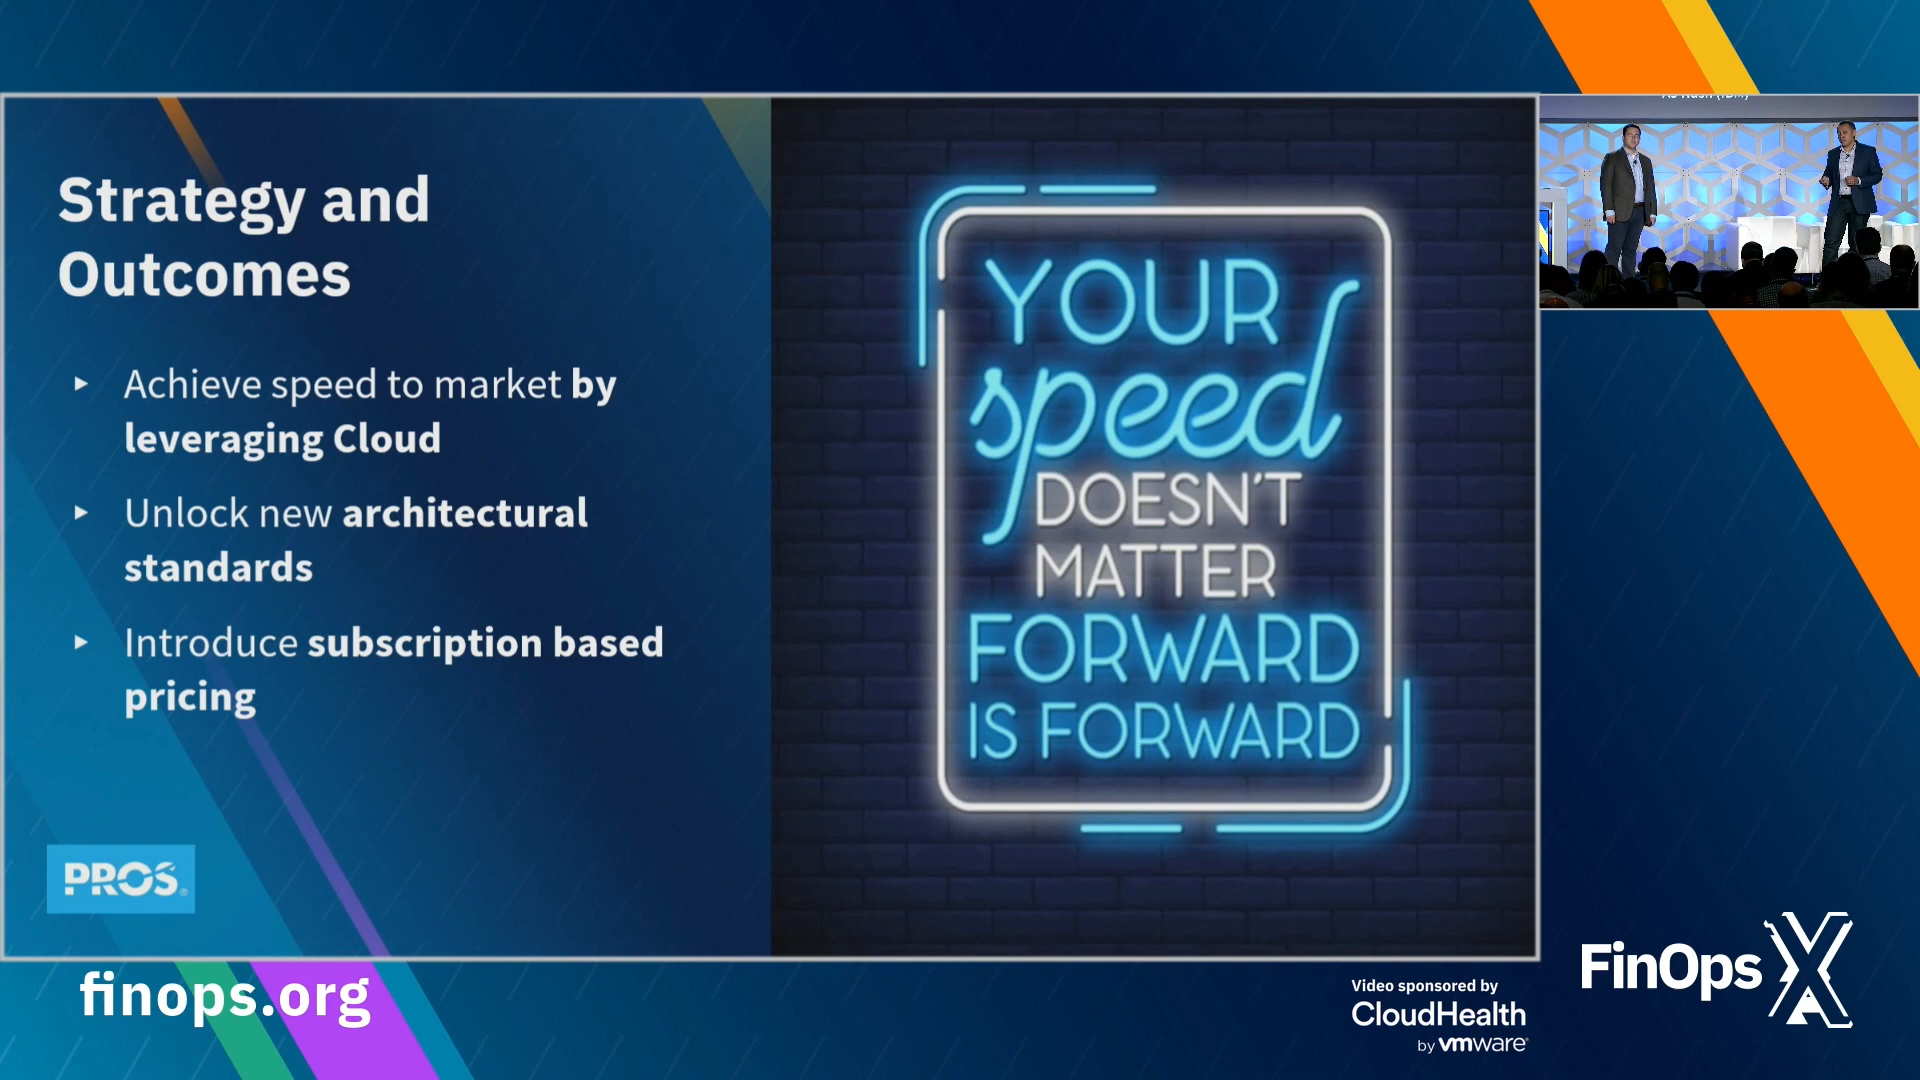 Strategy and
Outcomes
▸ Achieve speed to market by
leveraging Cloud
▸ Unlock new architectural
standards
▸ Introduce subscription based
pricing
PROS®
YOUR
speed
DOESN'T
MATTER
FORWARD
IS FORWARD
finops.org
Video sponsored by
CloudHealth
by vmware®
FinOps X